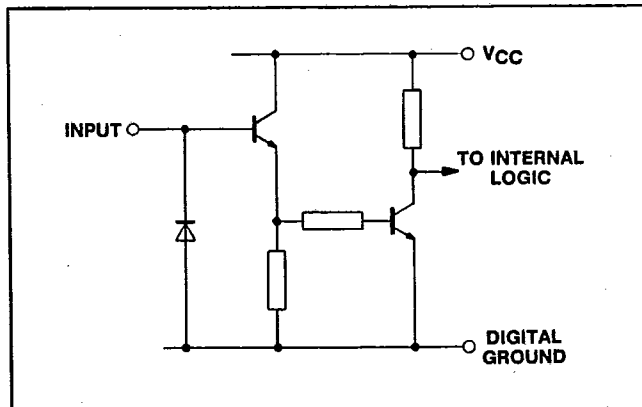 VCC
INPUT
TO INTERNAL
LOGIC
DIGITAL
GROUND